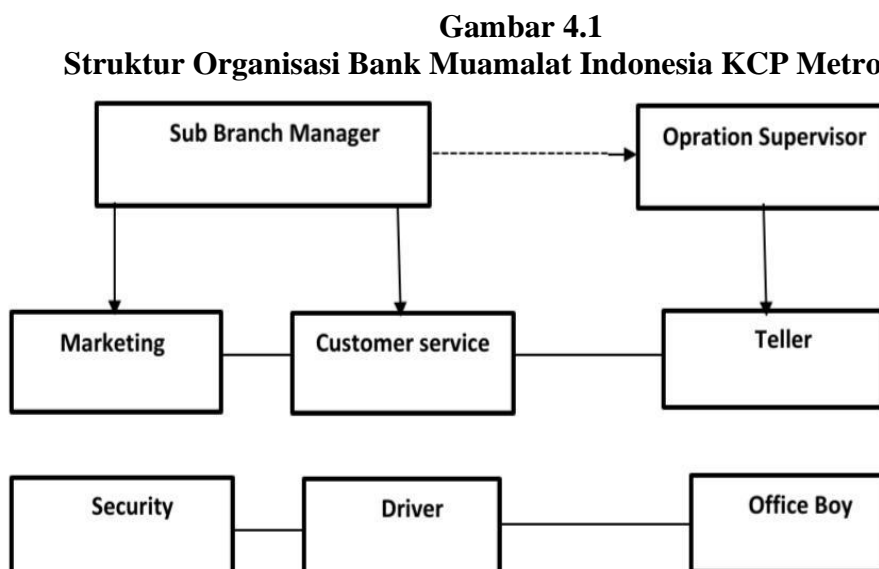 Gambar 4.1
Struktur Organisasi Bank Muamalat Indonesia KCP Metro
Sub Branch Manager
Opration Supervisor
Marketing
Customer service
Teller
Security
Driver
Office Boy